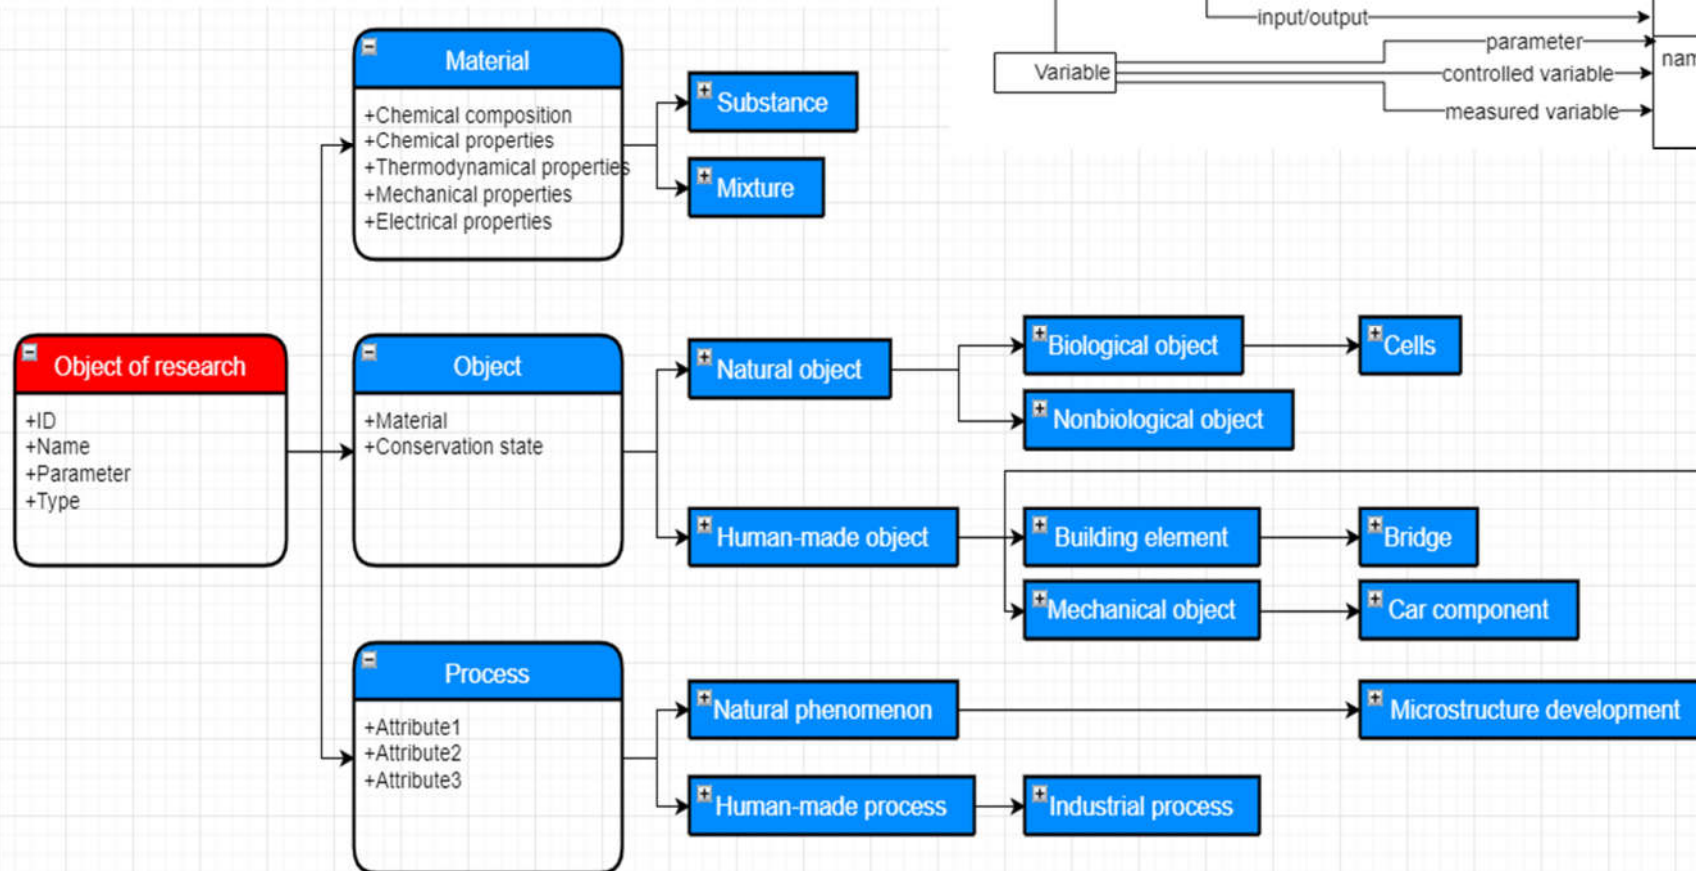 Material
+Chemical composition
+Chemical properties
+Thermodynamical properties
+Mechanical properties
+Electrical properties
Substance
Mixture
input/output
parameter
Variable
controlled variable
measured variable
Object of research
+ID
+Name
+Parameter
+Type
Object
+Material
+Conservation state
Natural object
Biological object
Cells
Nonbiological object
Human-made object
Building element
Bridge
Mechanical object
Car component
Process
+Attribute1
+Attribute2
+Attribute3
Natural phenomenon
Microstructure development
Human-made process
Industrial process